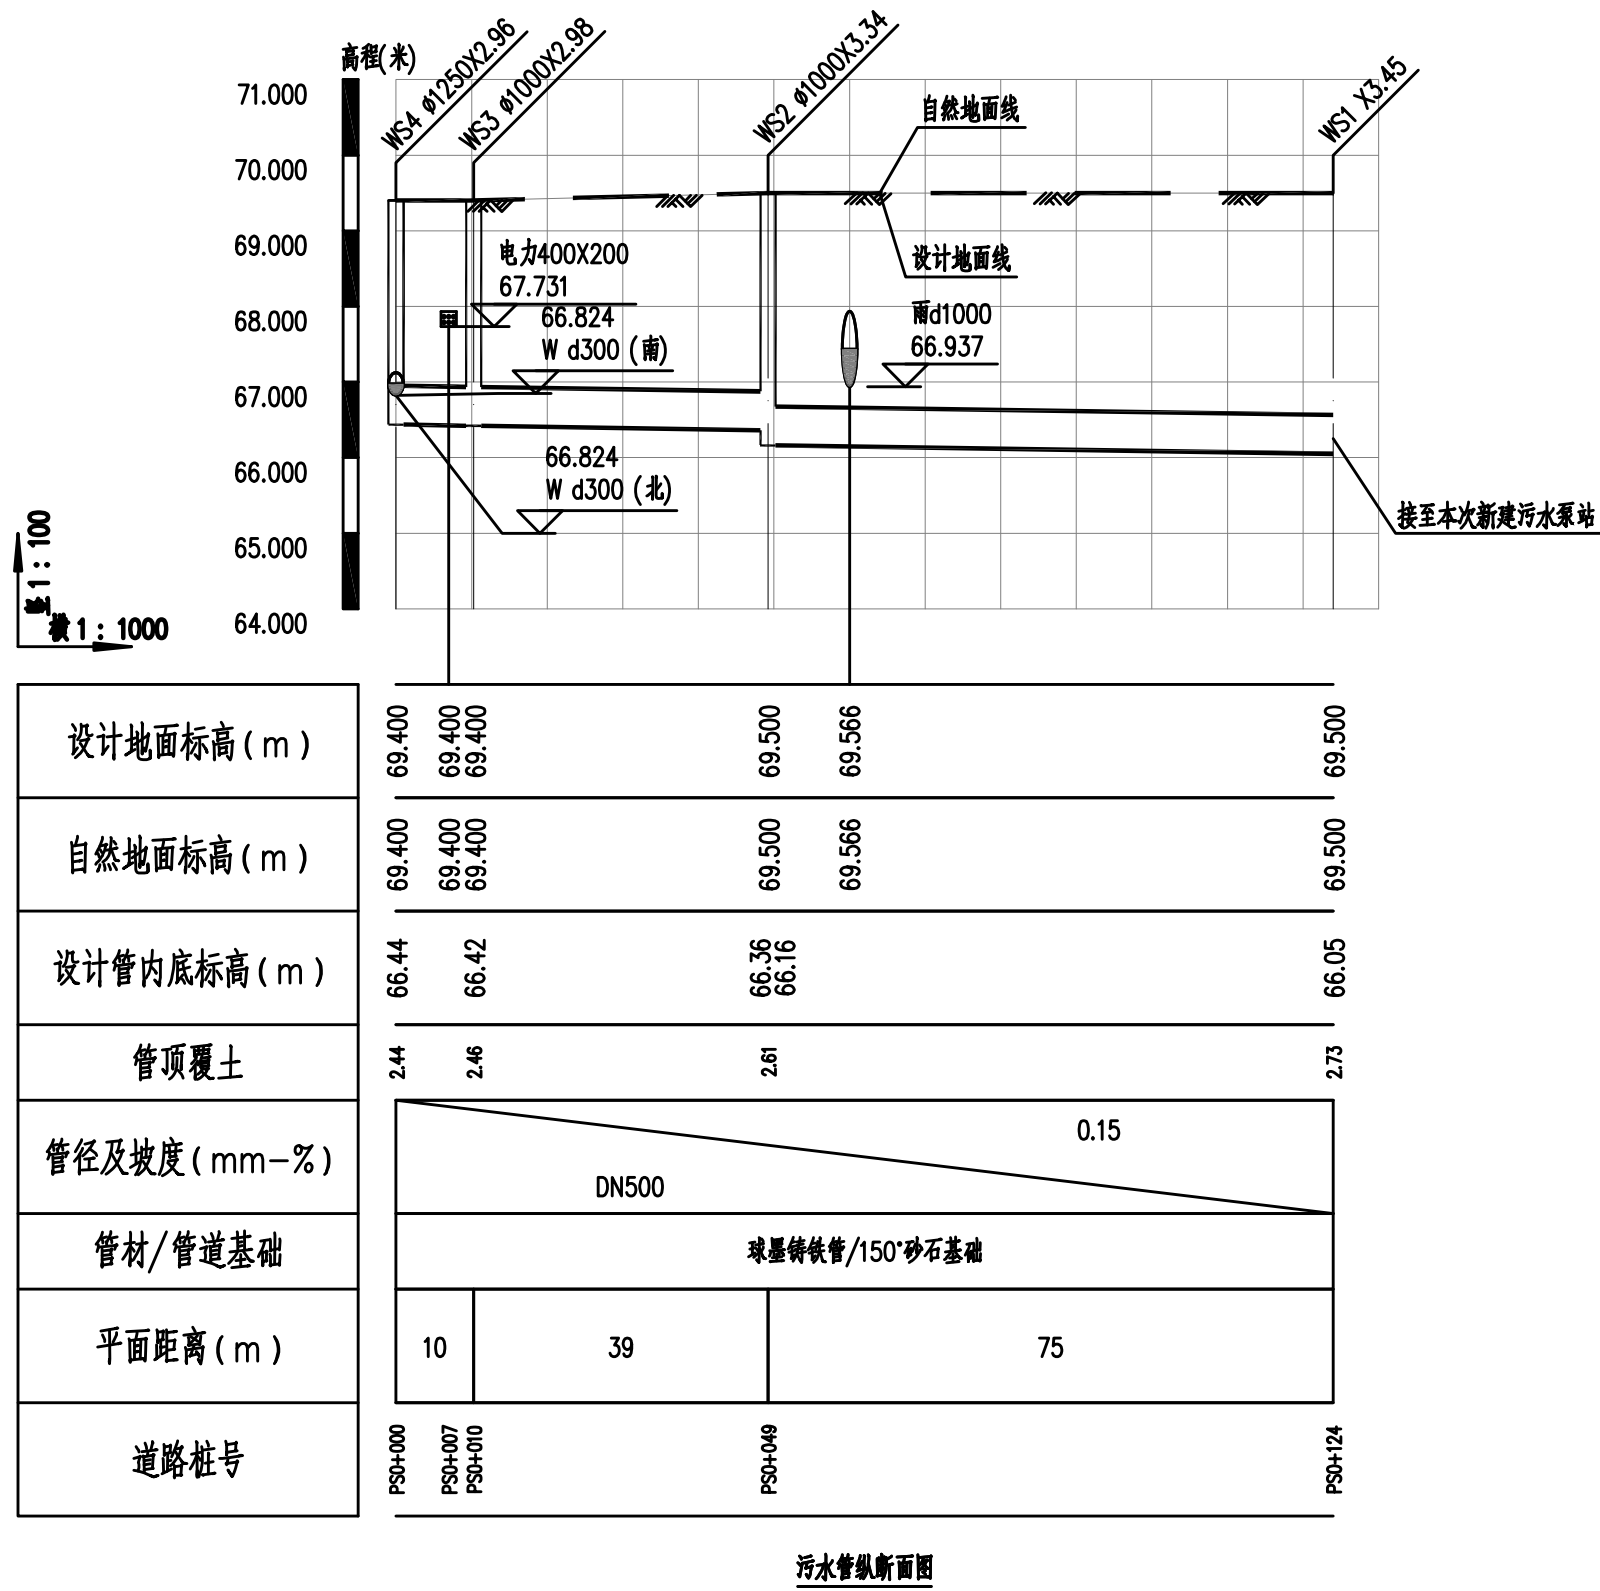 高程(米)
WS4 ø1250X2.96
WS3 ø1000X2.98
WS2 ø1000X3.34
WS1 X3.45
71.000
70.000
69.000
68.000
67.000
66.000
65.000
64.000
自然地面线
设计地面线
电力400X200
67.731
66.824
W d300 (南)
雨d1000
66.937
66.824
W d300 (北)
接至本次新建污水泵站
竖1:100
横1:1000
设计地面标高(m)
69.400
69.400
69.400
69.500
69.566
69.500
自然地面标高(m)
69.400
69.400
69.400
69.500
69.566
69.500
设计管内底标高(m)
66.44
66.42
66.36
66.16
66.05
管顶覆土
2.44
2.46
2.61
2.73
管径及坡度(mm-%)
0.15
DN500
管材/管道基础
球墨铸铁管/150°砂石基础
平面距离(m)
10
39
75
道路桩号
PS0+000
PS0+007
PS0+010
PS0+049
PS0+124
污水管纵断面图